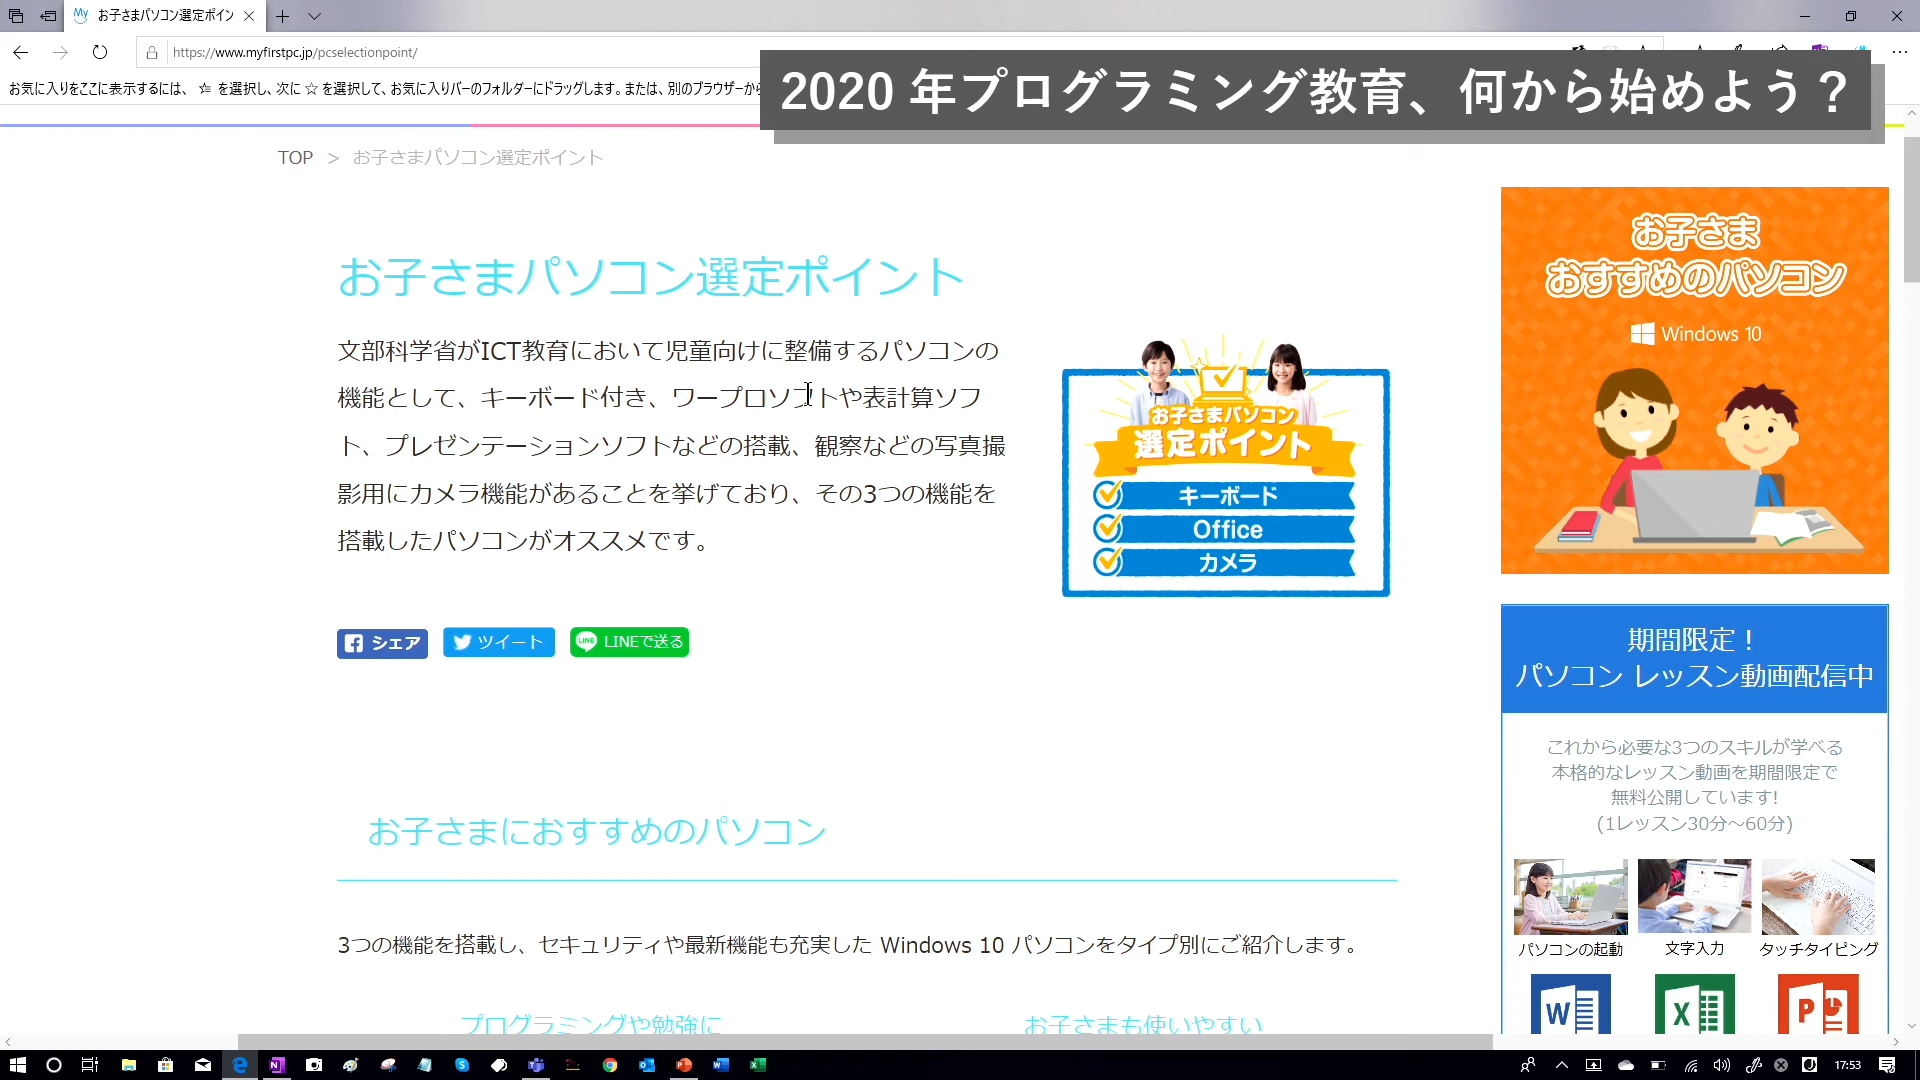 お子さまパソコン選定ポイン
https://www.myfirstpc.jp/pcselectionpoint/
お気に入りをここに表示するには、☆ を選択し、次に ☆ を選択して、お気に入りバーのフォルダーにドラッグします。または、別のブラウザーから
2020 年プログラミング教育、何から始めよう？
TOP > お子さまパソコン選定ポイント
お子さまパソコン選定ポイント
文部科学省がICT教育において児童向けに整備するパソコンの
機能として、キーボード付き、ワープロソフトや表計算ソフ
ト、プレゼンテーションソフトなどの搭載、観察などの写真撮
影用にカメラ機能があることを挙げており、その3つの機能を
搭載したパソコンがオススメです。
お子さまパソコン
選定ポイント
キーボード
Office
カメラ
シェア
ツイート
LINE
LINEで送る
お子さまにおすすめのパソコン
3つの機能を搭載し、セキュリティや最新機能も充実した Windows 10 パソコンをタイプ別にご紹介します。
プログラミングや勉強に
お子さまも使いやすい
お子さま
おすすめのパソコン
Windows 10
期間限定！
パソコン レッスン動画配信中
これから必要な3つのスキルが学べる
本格的なレッスン動画を期間限定で
無料公開しています!
(1レッスン30分～60分)
パソコンの起動
文字入力
タッチタイピング
17:53